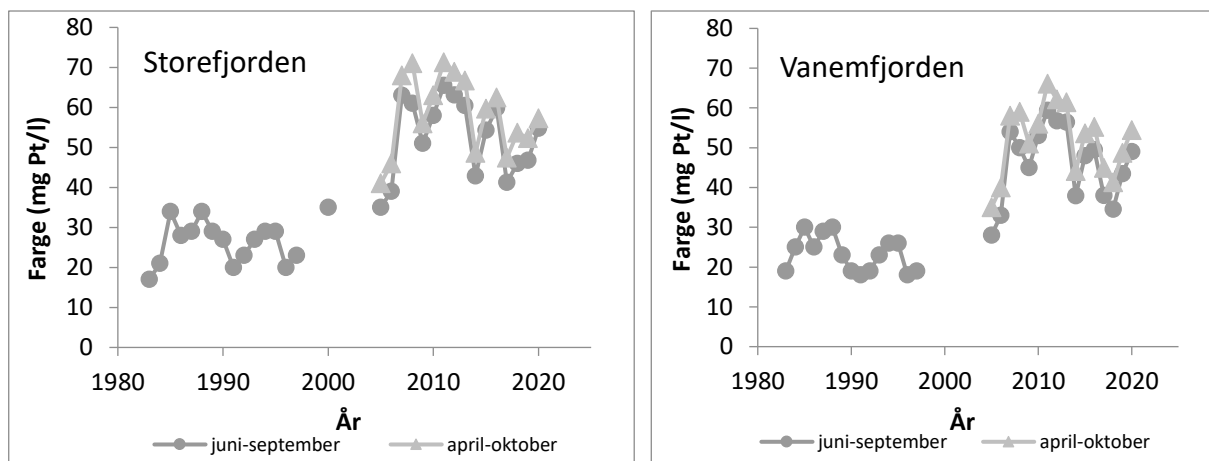 Storefjorden
Farge (mg Pt/l)
80
70
60
50
40
30
20
10
0
1980 1990 2000 2010 2020
År
juni-september april-oktober
Vanemfjorden
Farge (mg Pt/l)
80
70
60
50
40
30
20
10
0
1980 1990 2000 2010 2020
År
juni-september april-oktober